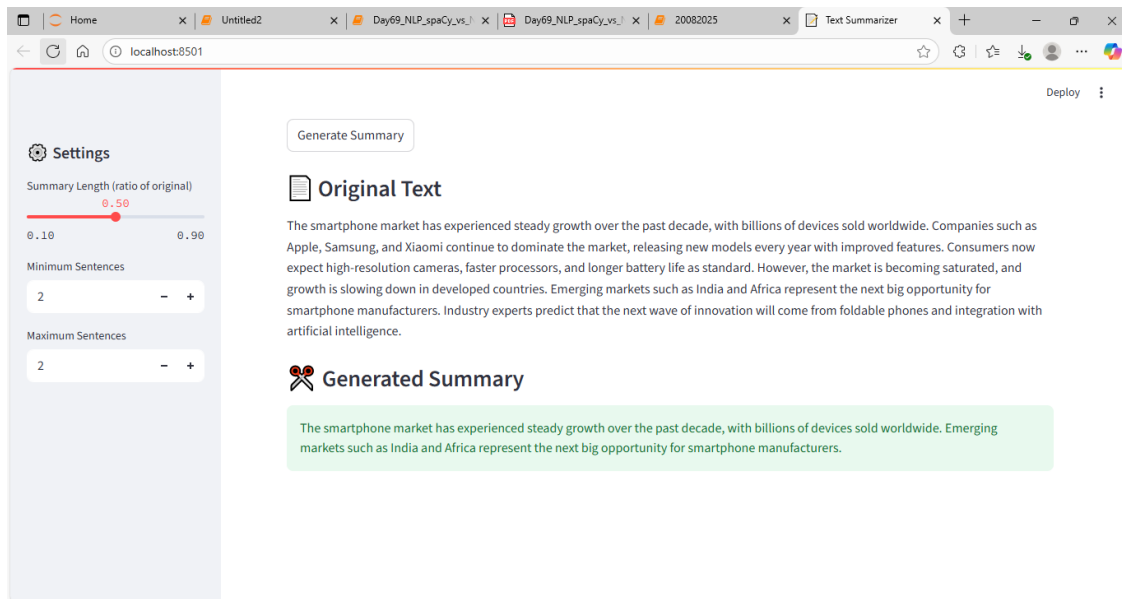 Home
Untitled2
Day69_NLP_spaCy_vs_
Day69_NLP_spaCy_vs_
20082025
Text Summarizer
localhost:8501
Deploy
Settings
Summary Length (ratio of original)
0.50
0.10 0.90
Minimum Sentences
2
Maximum Sentences
2
Generate Summary
Original Text
The smartphone market has experienced steady growth over the past decade, with billions of devices sold worldwide. Companies such as
Apple, Samsung, and Xiaomi continue to dominate the market, releasing new models every year with improved features. Consumers now
expect high-resolution cameras, faster processors, and longer battery life as standard. However, the market is becoming saturated, and
growth is slowing down in developed countries. Emerging markets such as India and Africa represent the next big opportunity for
smartphone manufacturers. Industry experts predict that the next wave of innovation will come from foldable phones and integration with
artificial intelligence.
Generated Summary
The smartphone market has experienced steady growth over the past decade, with billions of devices sold worldwide. Emerging
markets such as India and Africa represent the next big opportunity for smartphone manufacturers.